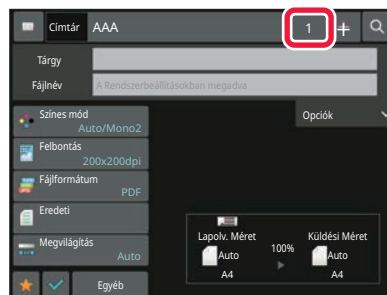 Címtár AAA 1
Tárgy
Fájlnév A Rendszerbeállításokban megadva
Színes mód
Auto/Mono2
Opciók
Felbontás
200x200dpi
Fájlformátum
PDF
Eredeti
Megvilágítás
Auto
Lapolv. Méret
Auto
A4
100%
Küldési Méret
Auto
A4
Egyéb